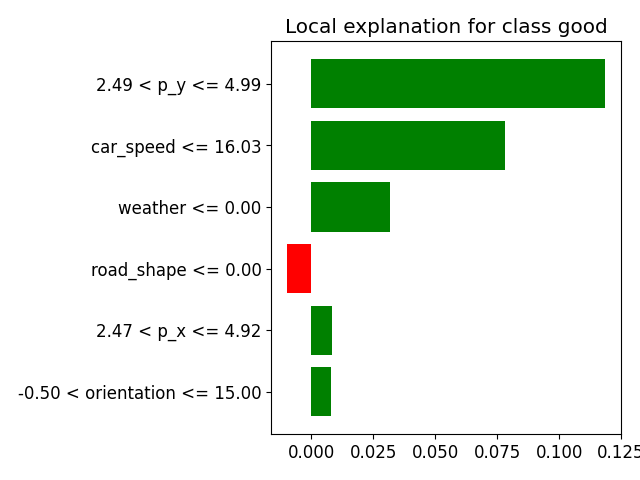 Local explanation for class good
2.49 < p_y <= 4.99
car_speed <= 16.03
weather <= 0.00
road_shape <= 0.00
2.47 < p_x <= 4.92
-0.50 < orientation <= 15.00
0.000 0.025 0.050 0.075 0.100 0.125